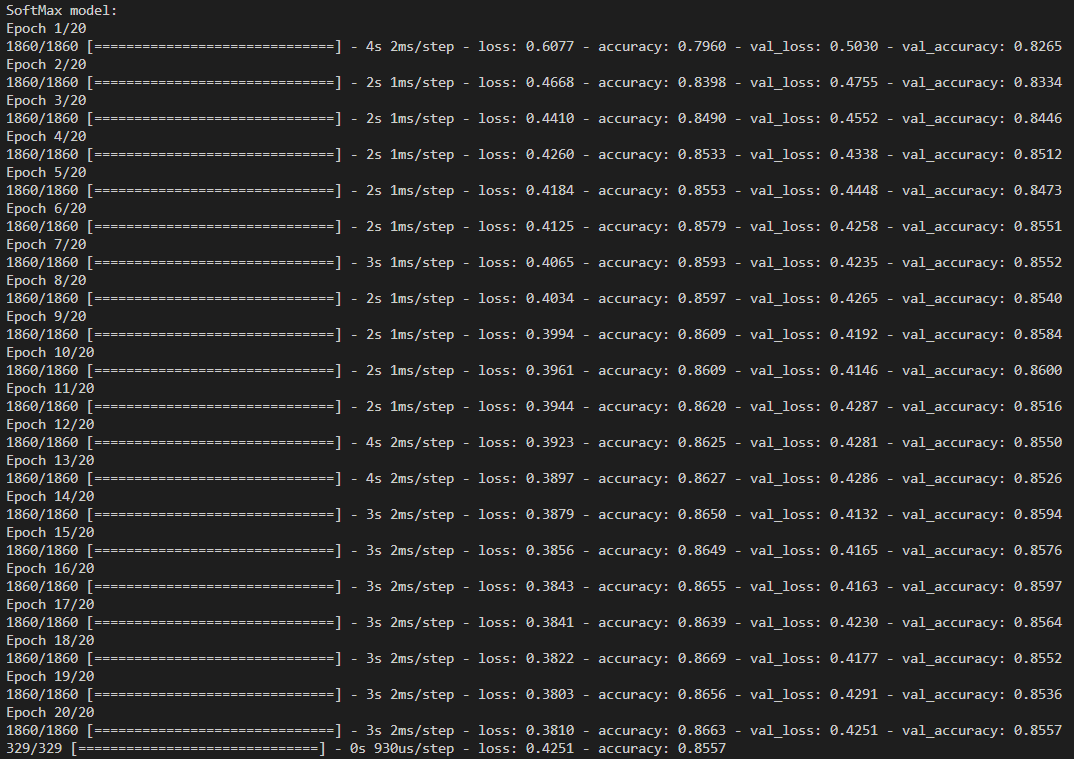 SoftMax model:
Epoch 1/20
1860/1860 [==============================] - 4s 2ms/step - loss: 0.6077 - accuracy: 0.7960 - val_loss: 0.5030 - val_accuracy: 0.8265
Epoch 2/20
1860/1860 [==============================] - 2s 1ms/step - loss: 0.4668 - accuracy: 0.8398 - val_loss: 0.4755 - val_accuracy: 0.8334
Epoch 3/20
1860/1860 [==============================] - 2s 1ms/step - loss: 0.4410 - accuracy: 0.8490 - val_loss: 0.4552 - val_accuracy: 0.8446
Epoch 4/20
1860/1860 [==============================] - 2s 1ms/step - loss: 0.4260 - accuracy: 0.8533 - val_loss: 0.4338 - val_accuracy: 0.8512
Epoch 5/20
1860/1860 [==============================] - 2s 1ms/step - loss: 0.4184 - accuracy: 0.8553 - val_loss: 0.4448 - val_accuracy: 0.8473
Epoch 6/20
1860/1860 [==============================] - 2s 1ms/step - loss: 0.4125 - accuracy: 0.8579 - val_loss: 0.4258 - val_accuracy: 0.8551
Epoch 7/20
1860/1860 [==============================] - 3s 1ms/step - loss: 0.4065 - accuracy: 0.8593 - val_loss: 0.4235 - val_accuracy: 0.8552
Epoch 8/20
1860/1860 [==============================] - 2s 1ms/step - loss: 0.4034 - accuracy: 0.8597 - val_loss: 0.4265 - val_accuracy: 0.8540
Epoch 9/20
1860/1860 [==============================] - 2s 1ms/step - loss: 0.3994 - accuracy: 0.8609 - val_loss: 0.4192 - val_accuracy: 0.8584
Epoch 10/20
1860/1860 [==============================] - 2s 1ms/step - loss: 0.3961 - accuracy: 0.8609 - val_loss: 0.4146 - val_accuracy: 0.8600
Epoch 11/20
1860/1860 [==============================] - 2s 1ms/step - loss: 0.3944 - accuracy: 0.8620 - val_loss: 0.4287 - val_accuracy: 0.8516
Epoch 12/20
1860/1860 [==============================] - 4s 2ms/step - loss: 0.3923 - accuracy: 0.8625 - val_loss: 0.4281 - val_accuracy: 0.8550
Epoch 13/20
1860/1860 [==============================] - 4s 2ms/step - loss: 0.3897 - accuracy: 0.8627 - val_loss: 0.4286 - val_accuracy: 0.8526
Epoch 14/20
1860/1860 [==============================] - 3s 2ms/step - loss: 0.3879 - accuracy: 0.8650 - val_loss: 0.4132 - val_accuracy: 0.8594
Epoch 15/20
1860/1860 [==============================] - 3s 2ms/step - loss: 0.3856 - accuracy: 0.8649 - val_loss: 0.4165 - val_accuracy: 0.8576
Epoch 16/20
1860/1860 [==============================] - 3s 2ms/step - loss: 0.3843 - accuracy: 0.8655 - val_loss: 0.4163 - val_accuracy: 0.8597
Epoch 17/20
1860/1860 [==============================] - 3s 2ms/step - loss: 0.3841 - accuracy: 0.8639 - val_loss: 0.4230 - val_accuracy: 0.8564
Epoch 18/20
1860/1860 [==============================] - 3s 2ms/step - loss: 0.3822 - accuracy: 0.8669 - val_loss: 0.4177 - val_accuracy: 0.8552
Epoch 19/20
1860/1860 [==============================] - 3s 2ms/step - loss: 0.3803 - accuracy: 0.8656 - val_loss: 0.4291 - val_accuracy: 0.8536
Epoch 20/20
1860/1860 [==============================] - 3s 2ms/step - loss: 0.3810 - accuracy: 0.8663 - val_loss: 0.4251 - val_accuracy: 0.8557
329/329 [==============================] - 0s 930us/step - loss: 0.4251 - accuracy: 0.8557